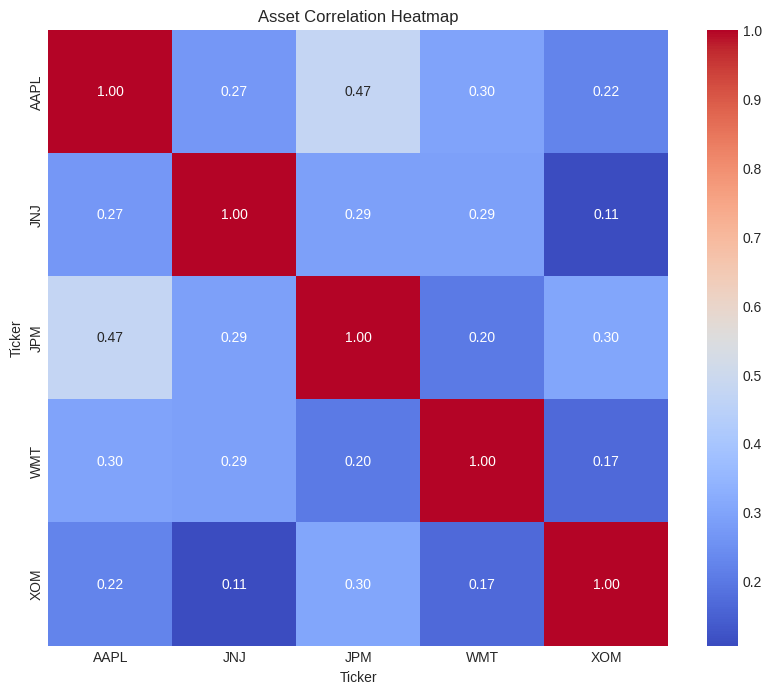 Asset Correlation Heatmap
AAPL 1.00 0.27 0.47 0.30 0.22
JNJ 0.27 1.00 0.29 0.29 0.11
JPM 0.47 0.29 1.00 0.20 0.30
WMT 0.30 0.29 0.20 1.00 0.17
XOM 0.22 0.11 0.30 0.17 1.00
Ticker
AAPL JNJ JPM WMT XOM
Ticker
1.0
0.9
0.8
0.7
0.6
0.5
0.4
0.3
0.2